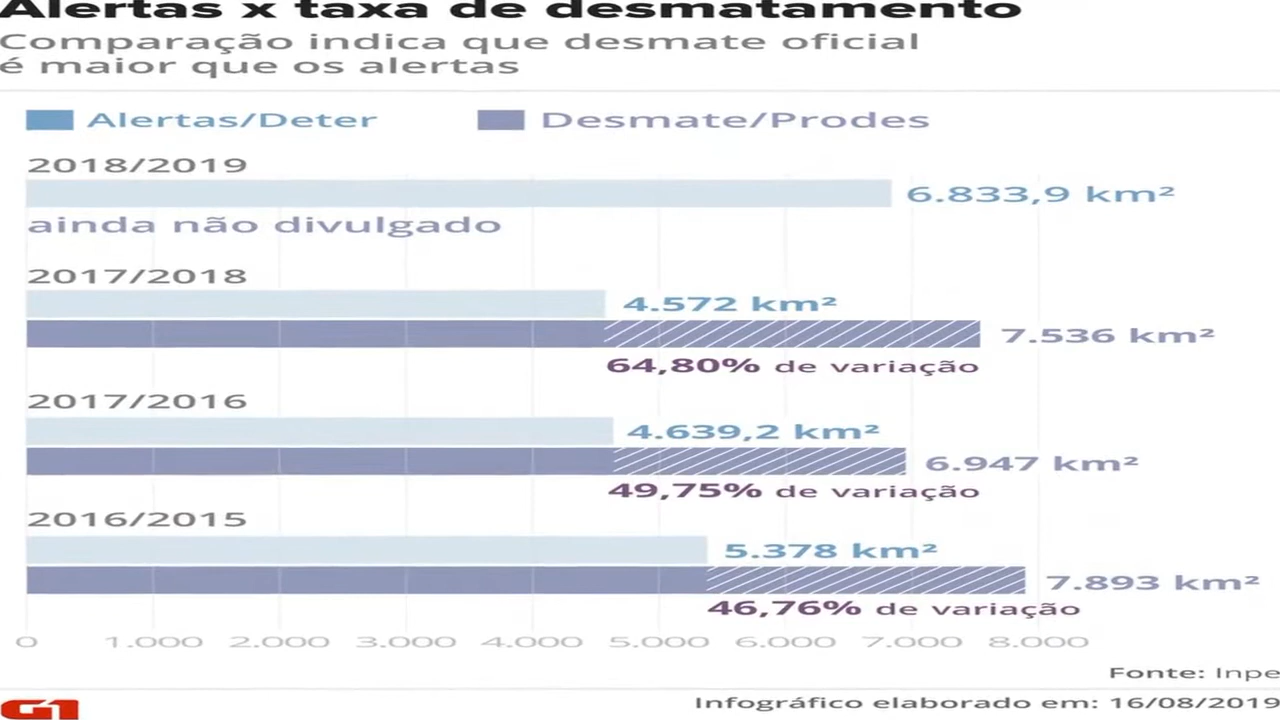 Alertas x taxa de desmatamento
Comparação indica que desmate oficial
é maior que os alertas
Alertas/Deter
Desmate/Prodes
2018/2019
6.833,9 km²
ainda não divulgado
2017/2018
4.572 km²
7.536 km²
64,80% de variação
2017/2016
4.639,2 km²
6.947 km²
49,75% de variação
2016/2015
5.378 km²
7.893 km²
46,76% de variação
0 1.000 2.000 3.000 4.000 5.000 6.000 7.000 8.000
Fonte: Inpe
G1
Infográfico elaborado em: 16/08/2019